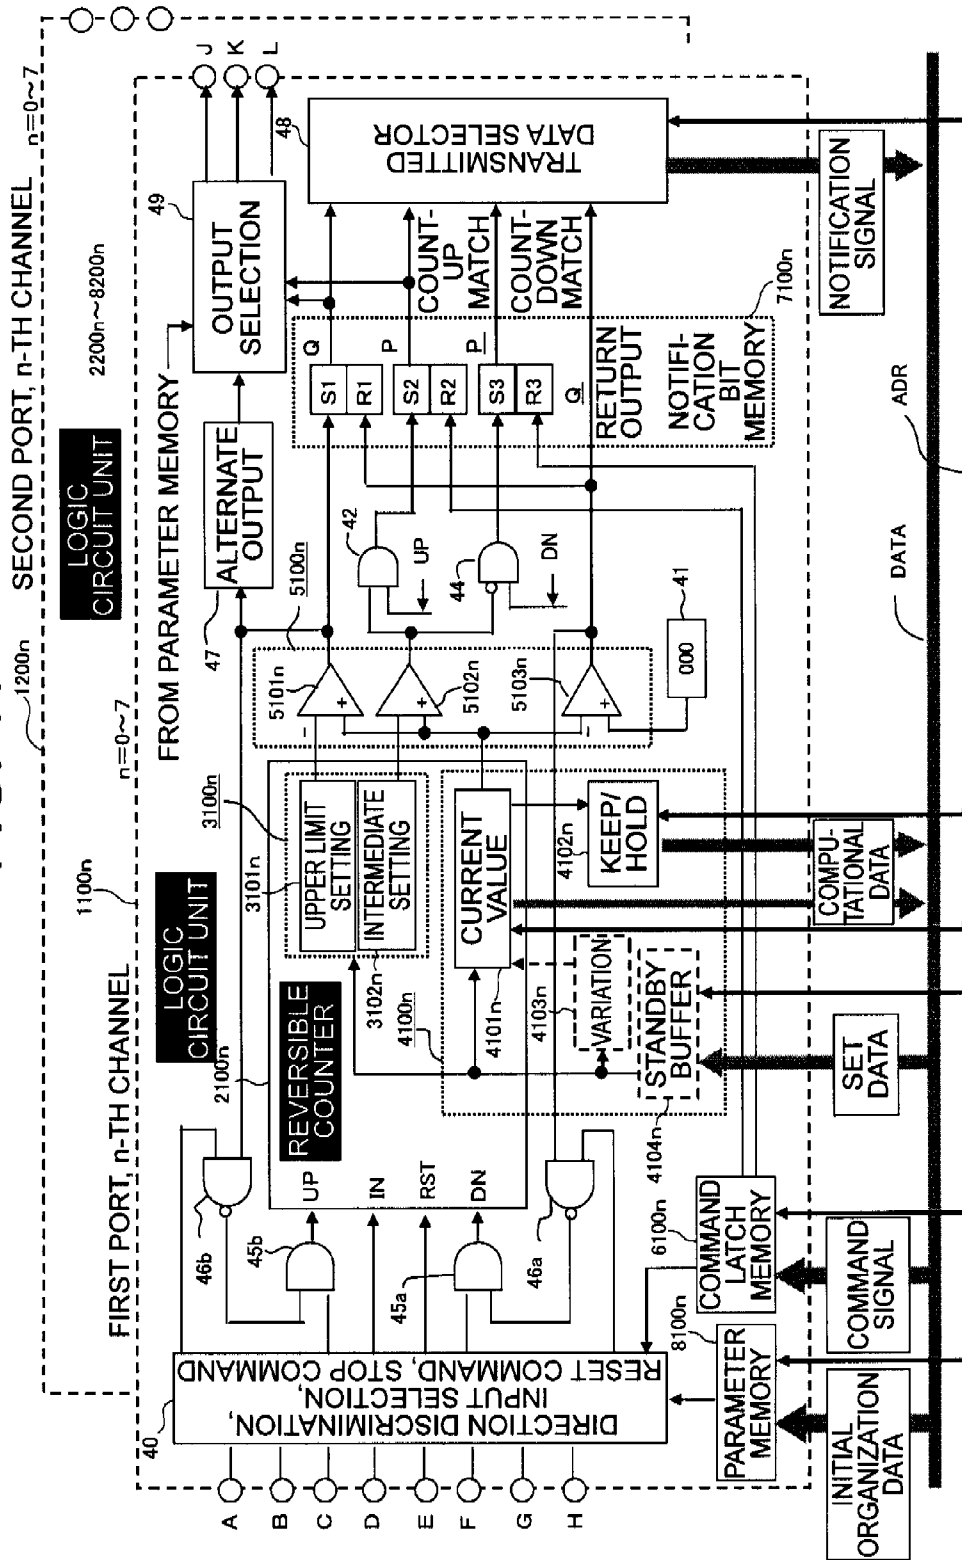 SECOND PORT, n-TH CHANNEL
n=0~7
1200n
LOGIC
CIRCUIT UNIT
2200n~8200n
FIRST PORT, n-TH CHANNEL
n=0~7
1100n
LOGIC
CIRCUIT UNIT
FROM PARAMETER MEMORY
J
K
L
A
B
C
D
E
F
G
H
40
DIRECTION DISCRIMINATION,
INPUT SELECTION,
RESET COMMAND, STOP COMMAND
46b
45b
45a
46a
2100n
UP
IN
RST
DN
REVERSIBLE
COUNTER
3100n
3101n
UPPER LIMIT
SETTING
INTERMEDIATE
SETTING
3102n
4100n
CURRENT
VALUE
4101n
4102n
KEEP/
HOLD
4103n
VARIATION
STANDBY
BUFFER
4104n
47
ALTERNATE
OUTPUT
5100n
5101n
−
+
5102n
+
5103n
−
+
000
41
42
UP
44
DN
49
OUTPUT
SELECTION
Q
S1
R1
P
S2
R2
P
S3
R3
Q
RETURN
OUTPUT
NOTIFI-
CATION
BIT
MEMORY
7100n
COUNT-
UP
MATCH
COUNT-
DOWN
MATCH
48
TRANSMITTED
DATA SELECTOR
8100n
PARAMETER
MEMORY
6100n
COMMAND
LATCH
MEMORY
INITIAL
ORGANIZATION
DATA
COMMAND
SIGNAL
SET
DATA
COMPU-
TATIONAL
DATA
NOTIFICATION
SIGNAL
DATA
ADR